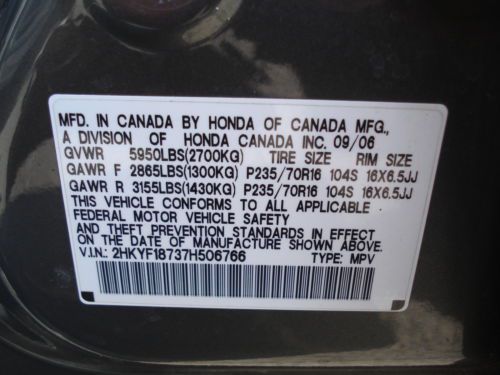 MFD. IN CANADA BY HONDA OF CANADA MFG.,
A DIVISION OF HONDA CANADA INC. 09/06
GVWR 5950LBS(2700KG) TIRE SIZE RIM SIZE
GAWR F 2865LBS(1300KG) P235/70R16 104S 16X6.5JJ
GAWR R 3155LBS(1430KG) P235/70R16 104S 16X6.5JJ
THIS VEHICLE CONFORMS TO ALL APPLICABLE
FEDERAL MOTOR VEHICLE SAFETY
AND THEFT PREVENTION STANDARDS IN EFFECT
ON THE DATE OF MANUFACTURE SHOWN ABOVE.
V.I.N.: 2HKYF18737H506766 TYPE: MPV